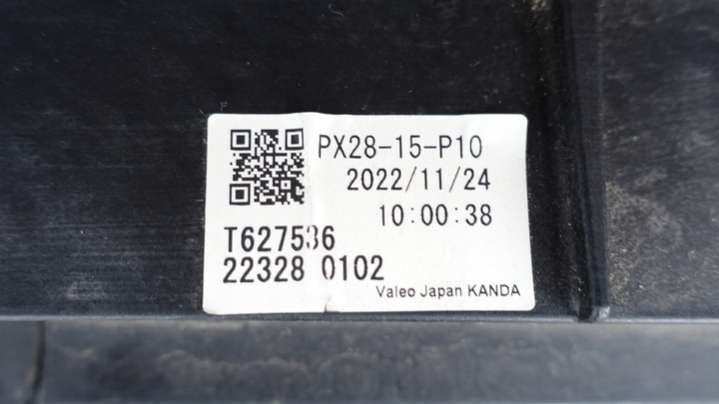 PX28-15-P10
2022/11/24
10:00:38
T627536
22328 0102
Valeo Japan KANDA